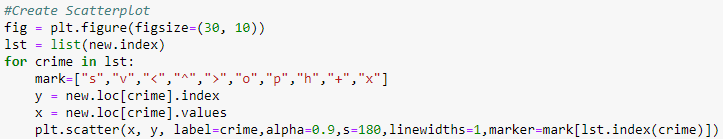 #Create Scatterplot
fig = plt.figure(figsize=(30, 10))
lst = list(new.index)
for crime in lst:
    mark=["s","v","<","^",">","o","p","h","+","x"]
    y = new.loc[crime].index
    x = new.loc[crime].values
    plt.scatter(x, y, label=crime,alpha=0.9,s=180,linewidths=1,marker=mark[lst.index(crime)])